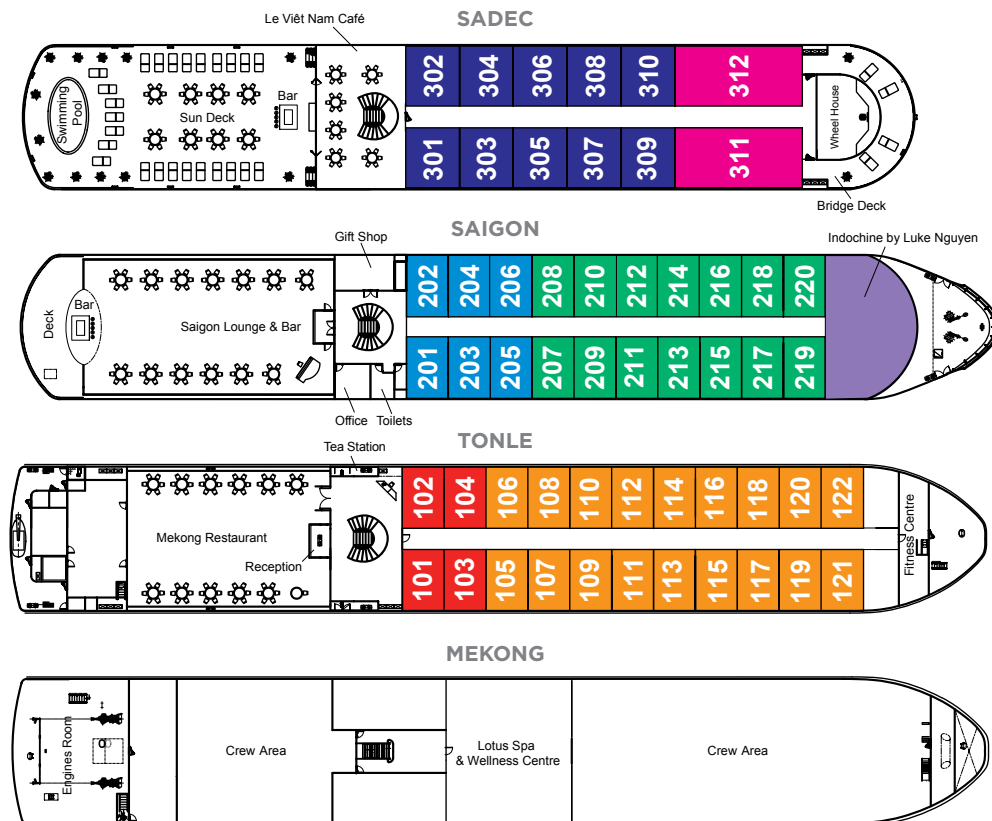 SADEC
Le Viêt Nam Café
Swimming
Pool
Sun Deck
Bar
302 304 306 308 310 312
301 303 305 307 309 311
Wheel House
Bridge Deck
SAIGON
Gift Shop
Indochine by Luke Nguyen
Deck
Bar
Saigon Lounge & Bar
202 204 206 208 210 212 214 216 218 220
201 203 205 207 209 211 213 215 217 219
Office
Toilets
TONLE
Tea Station
Mekong Restaurant
Reception
102 104 106 108 110 112 114 116 118 120 122
101 103 105 107 109 111 113 115 117 119 121
Fitness Centre
MEKONG
Engines Room
Crew Area
Lotus Spa
& Wellness Centre
Crew Area